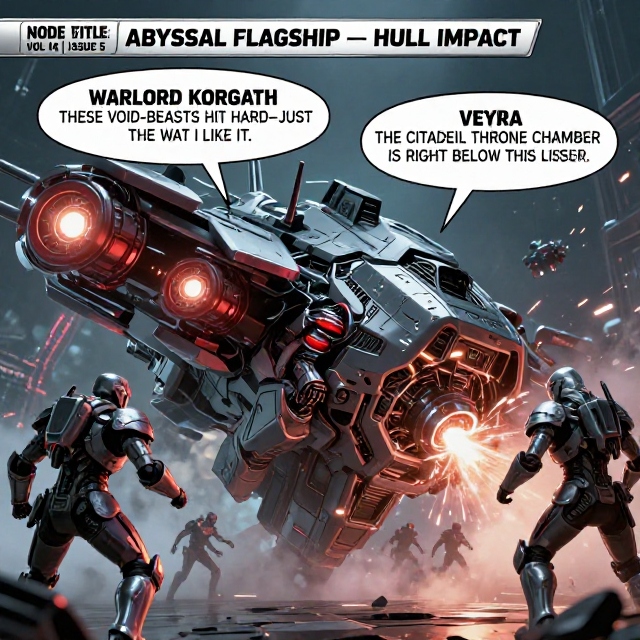 NODE TITLE:
VOL 14 | ISSUE 5
ABYSSAL FLAGSHIP — HULL IMPACT
WARLORD KORGATH
THESE VOID-BEASTS HIT HARD—JUST
THE WAT I LIKE IT.
VEYRA
THE CITADEIL THRONE CHAMBER
IS RIGHT BELOW THIS